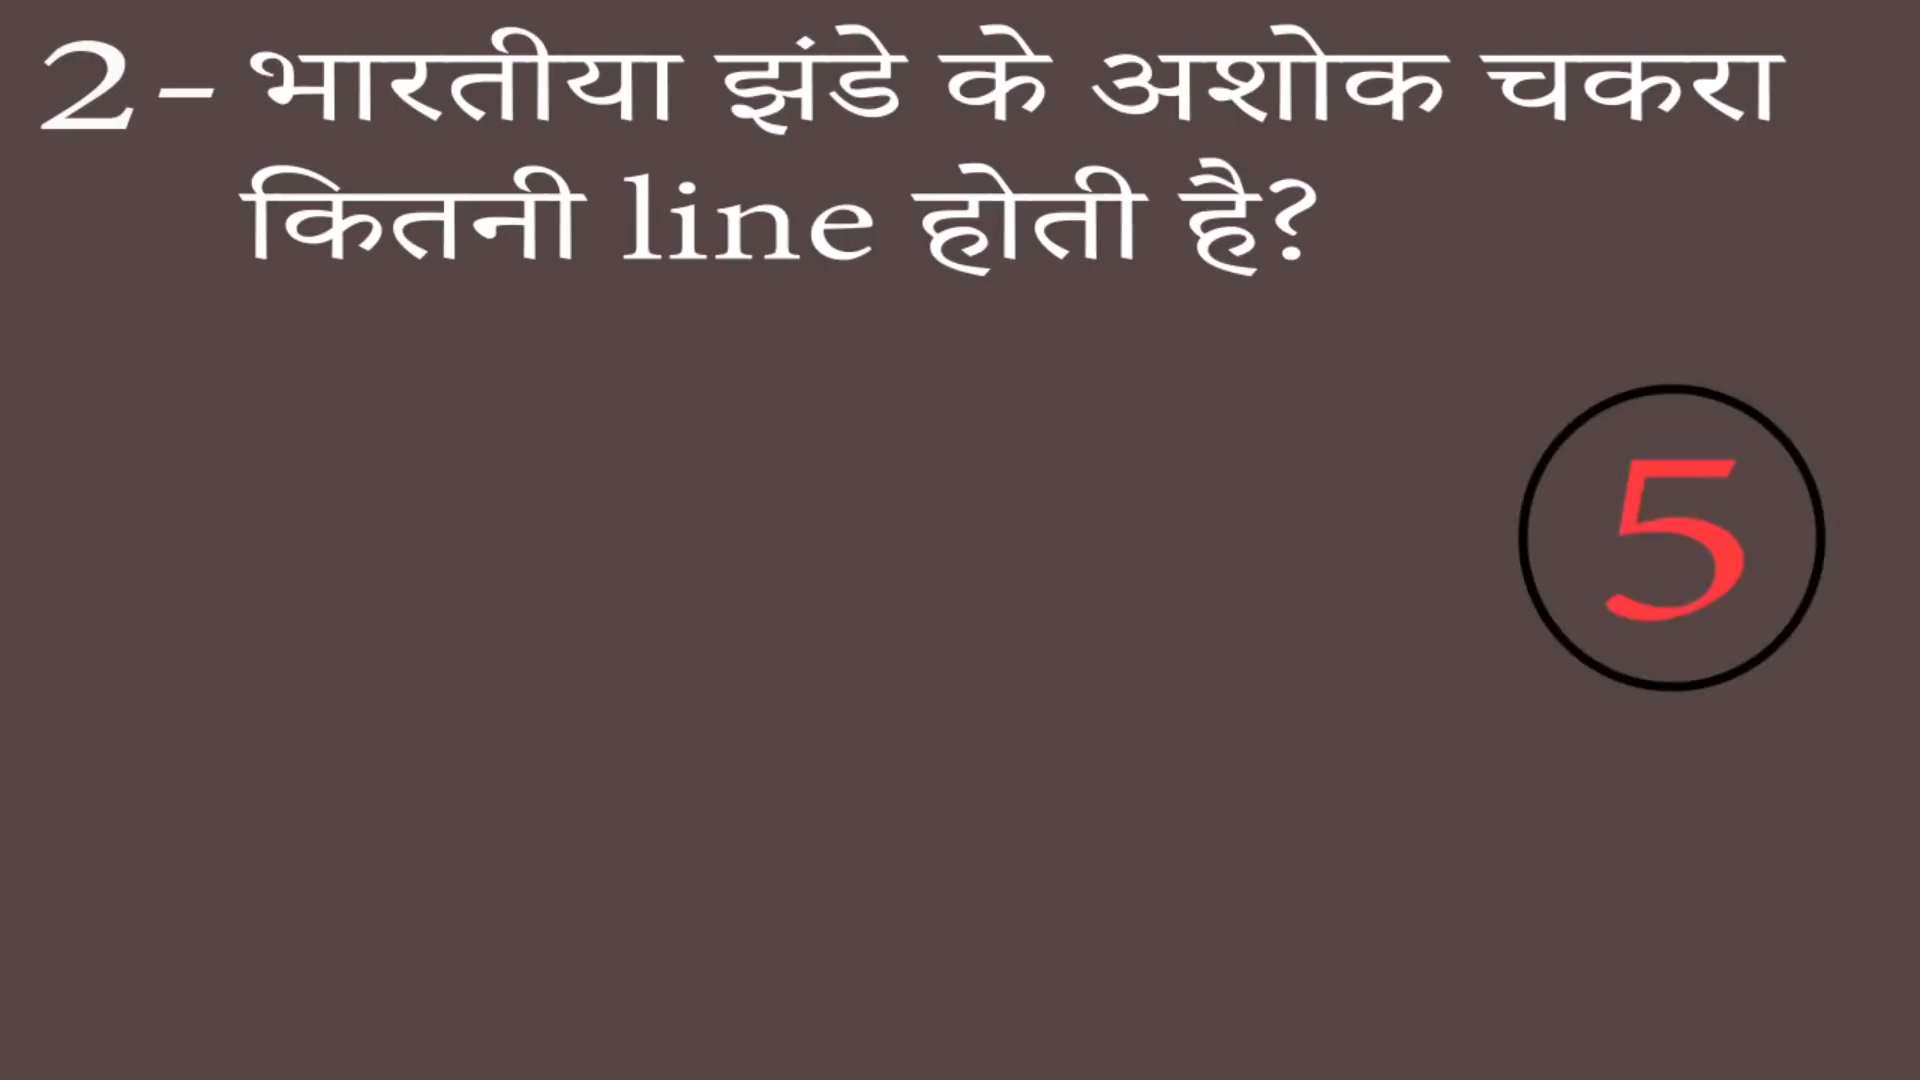 2- भारतीया झंडे के अशोक चकरा
कितनी line होती है?
5